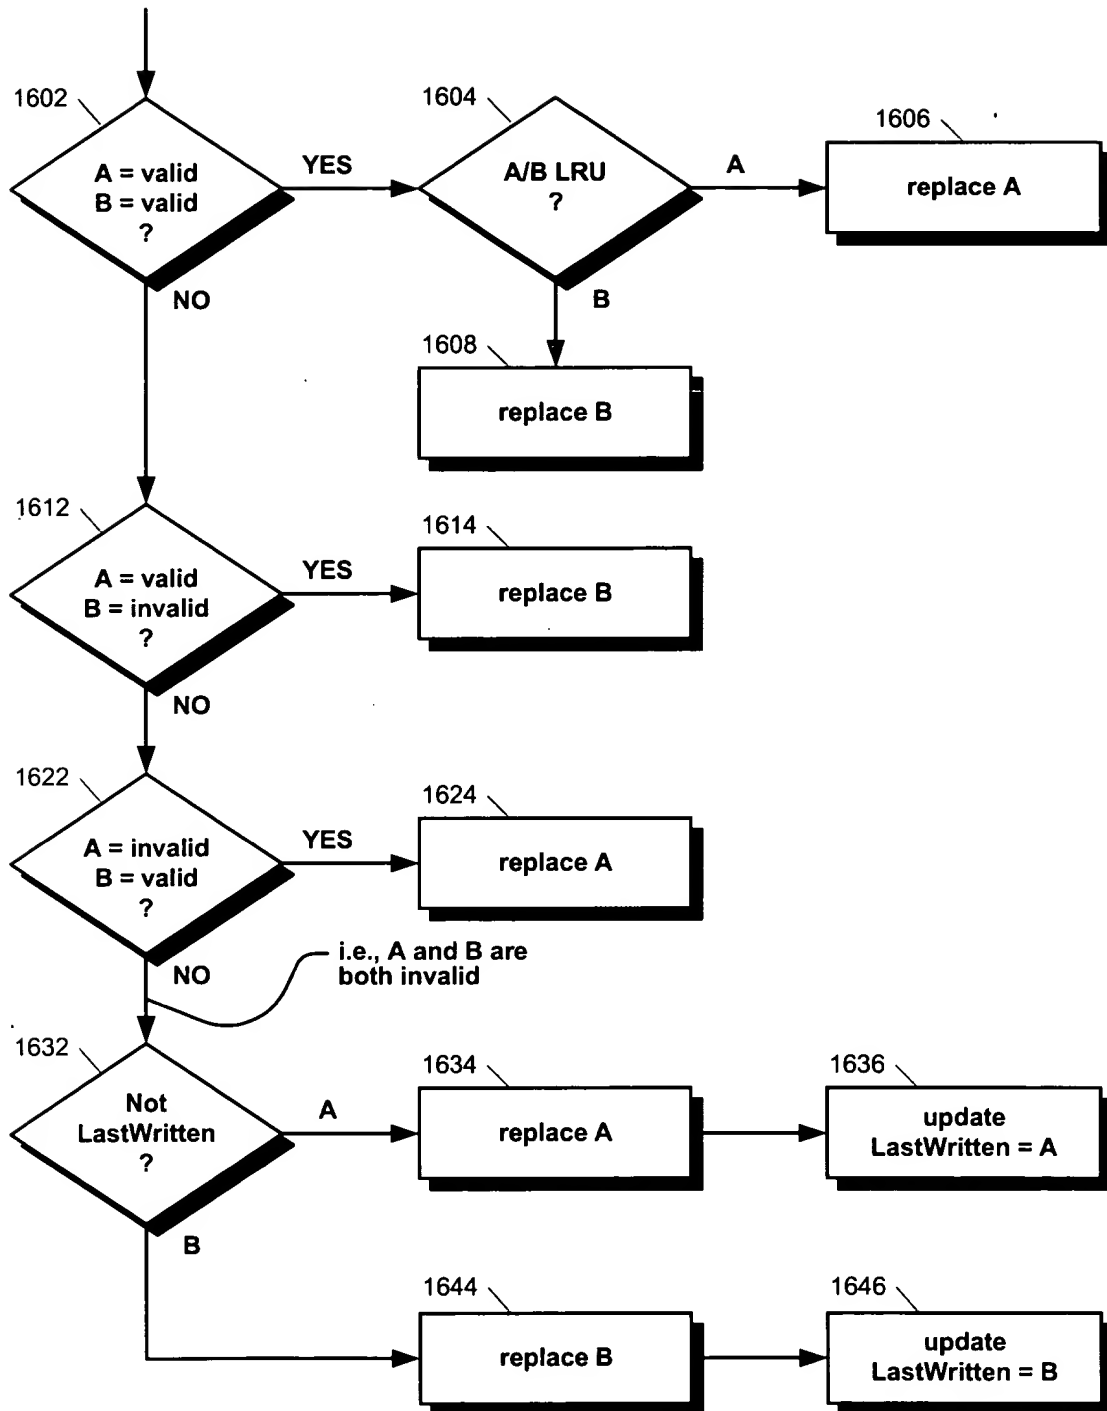 1602
A = valid
B = valid
?
YES
NO
1604
A/B LRU
?
A
B
1606
replace A
1608
replace B
1612
A = valid
B = invalid
?
YES
NO
1614
replace B
1622
A = invalid
B = valid
?
YES
NO
1624
replace A
i.e., A and B are
both invalid
1632
Not
LastWritten
?
A
B
1634
replace A
1636
update
LastWritten = A
1644
replace B
1646
update
LastWritten = B